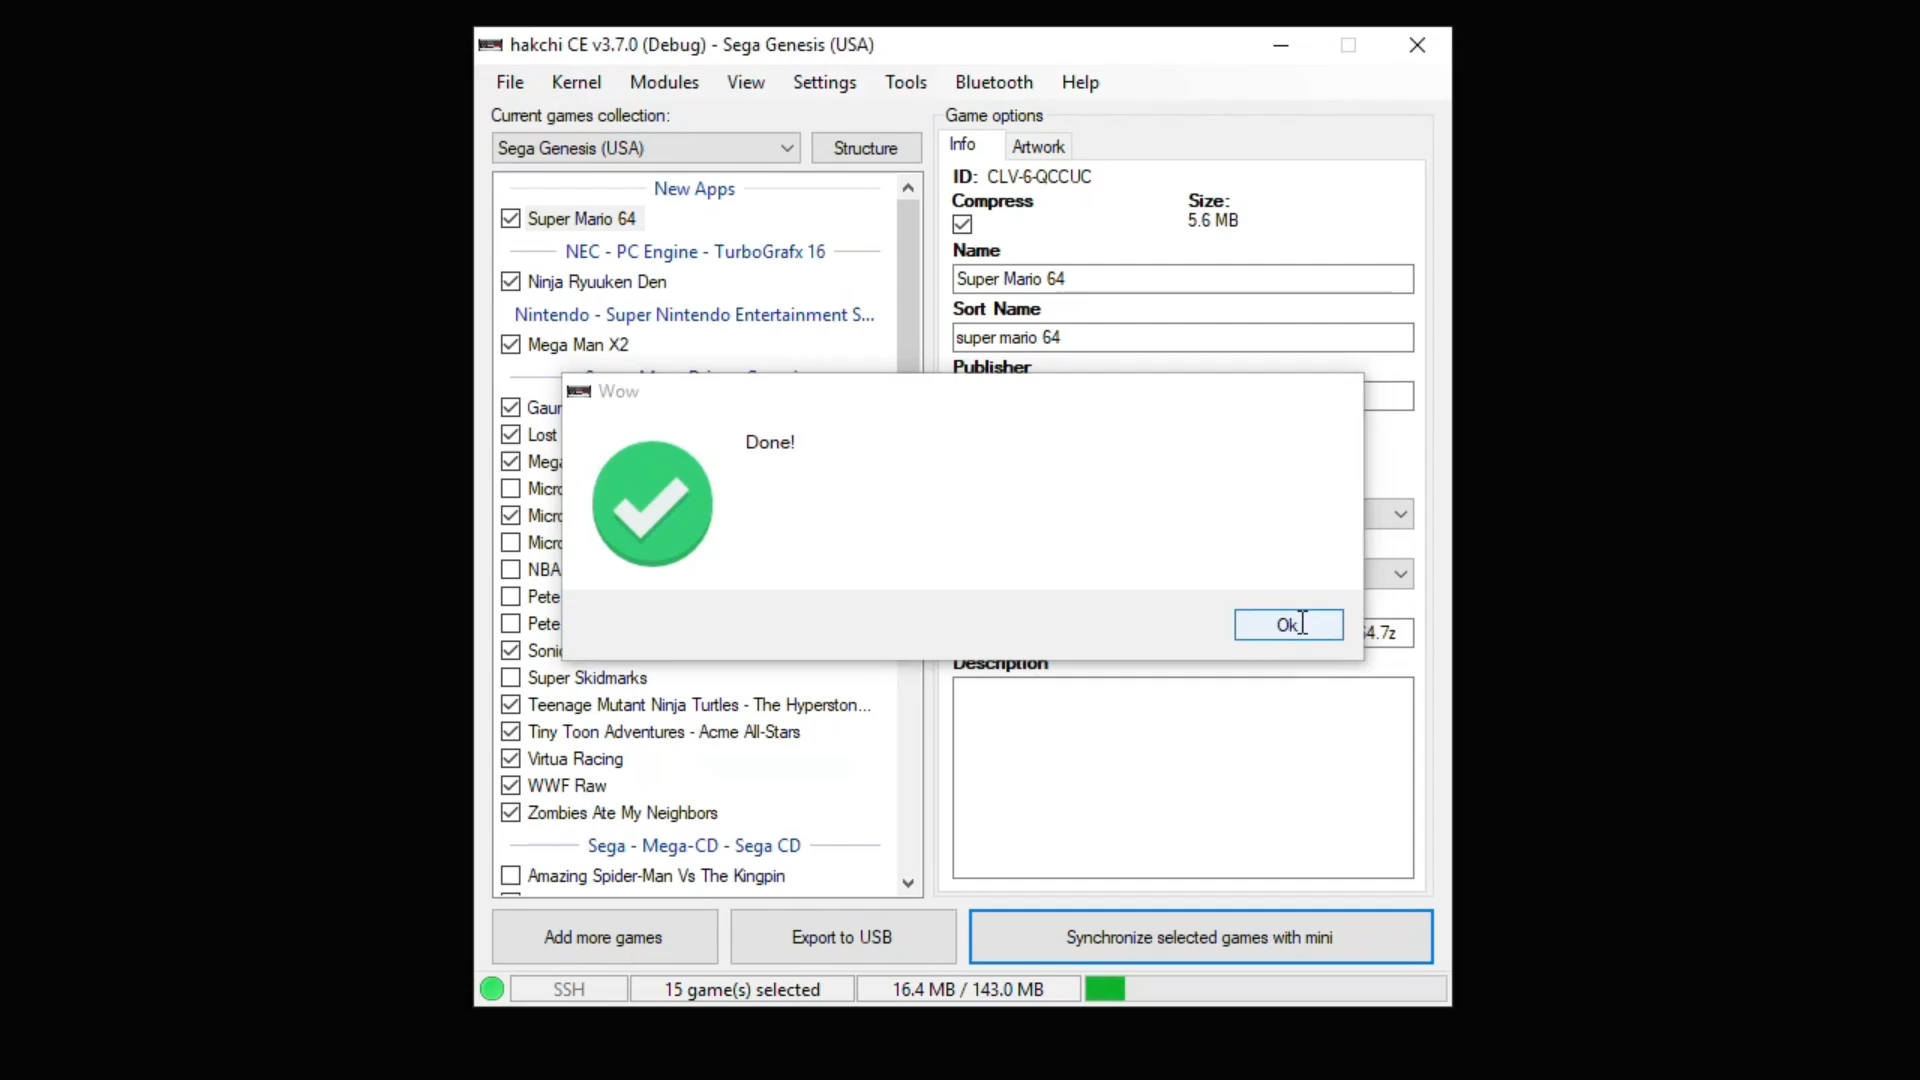 hakchi CE v3.7.0 (Debug) - Sega Genesis (USA)
File Kernel Modules View Settings Tools Bluetooth Help
Current games collection:
Sega Genesis (USA)
Structure
New Apps
Super Mario 64
NEC - PC Engine - TurboGrafx 16
Ninja Ryuuken Den
Nintendo - Super Nintendo Entertainment S...
Mega Man X2
Gaun
Lost
Mega
Micro
Micro
Micro
NBA
Pete
Pete
Sonic
Super Skidmarks
Teenage Mutant Ninja Turtles - The Hyperston...
Tiny Toon Adventures - Acme All-Stars
Virtua Racing
WWF Raw
Zombies Ate My Neighbors
Sega - Mega-CD - Sega CD
Amazing Spider-Man Vs The Kingpin
Game options
Info
Artwork
ID: CLV-6-QCCUC
Compress
Size:
5.6 MB
Name
Super Mario 64
Sort Name
super mario 64
Publisher
Wow
Done!
Ok
64.7z
Description
Add more games
Export to USB
Synchronize selected games with mini
SSH
15 game(s) selected
16.4 MB / 143.0 MB